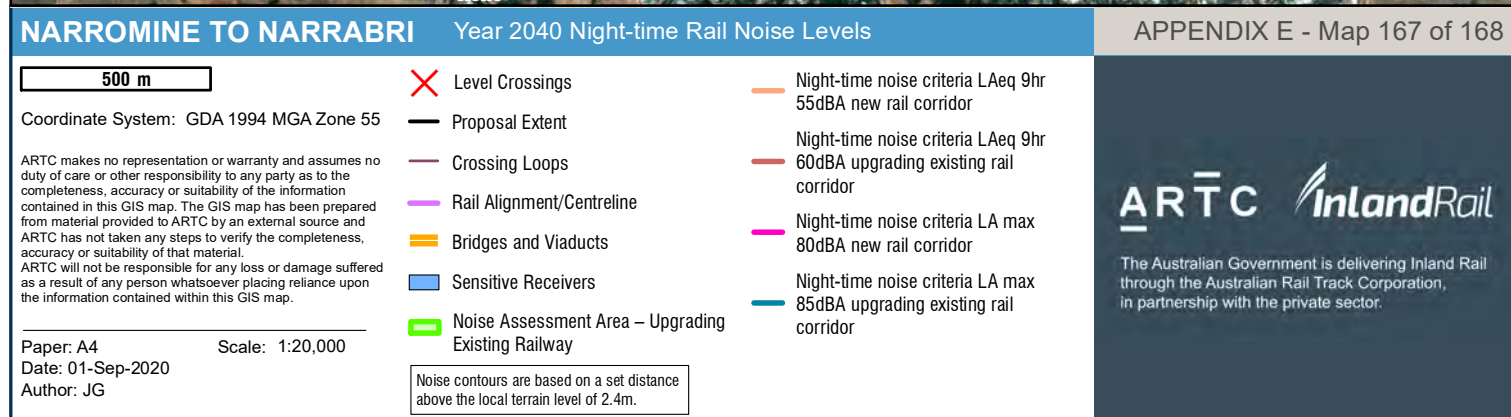 NARROMINE TO NARRABRI Year 2040 Night-time Rail Noise Levels APPENDIX E - Map 167 of 168
500 m
Coordinate System: GDA 1994 MGA Zone 55
ARTC makes no representation or warranty and assumes no
duty of care or other responsibility to any party as to the
completeness, accuracy or suitability of the information
contained in this GIS map. The GIS map has been prepared
from material provided to ARTC by an external source and
ARTC has not taken any steps to verify the completeness,
accuracy or suitability of that material.
ARTC will not be responsible for any loss or damage suffered
as a result of any person whatsoever placing reliance upon
the information contained within this GIS map.
Paper: A4 Scale: 1:20,000
Date: 01-Sep-2020
Author: JG
Level Crossings
Proposal Extent
Crossing Loops
Rail Alignment/Centreline
Bridges and Viaducts
Sensitive Receivers
Noise Assessment Area – Upgrading
Existing Railway
Noise contours are based on a set distance
above the local terrain level of 2.4m.
Night-time noise criteria LAeq 9hr
55dBA new rail corridor
Night-time noise criteria LAeq 9hr
60dBA upgrading existing rail
corridor
Night-time noise criteria LA max
80dBA new rail corridor
Night-time noise criteria LA max
85dBA upgrading existing rail
corridor
ARTC InlandRail
The Australian Government is delivering Inland Rail
through the Australian Rail Track Corporation,
in partnership with the private sector.